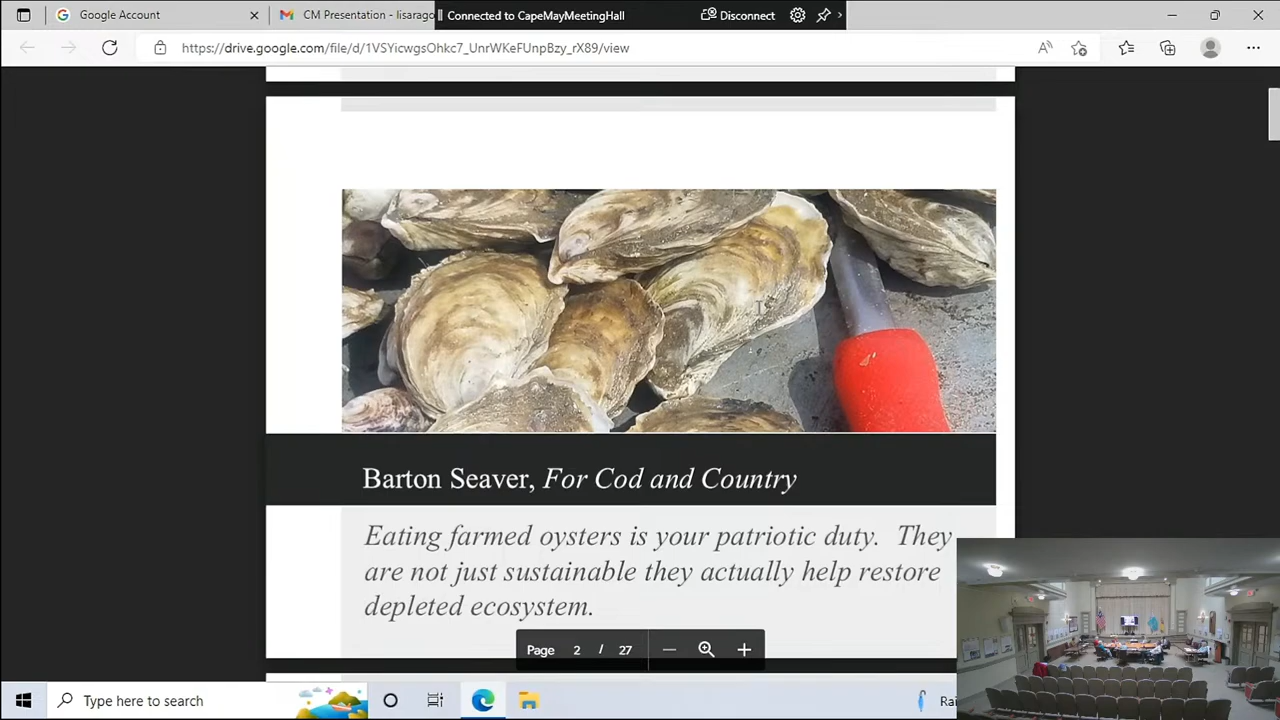 Google Account
CM Presentation - lisarago
Connected to CapeMayMeetingHall
Disconnect
https://drive.google.com/file/d/1VSYicwgsOhkc7_UnrWKeFUnpBzy_rX89/view
Barton Seaver, For Cod and Country
Eating farmed oysters is your patriotic duty. They
are not just sustainable they actually help restore
depleted ecosystem.
Page 2 / 27
Type here to search
Rai